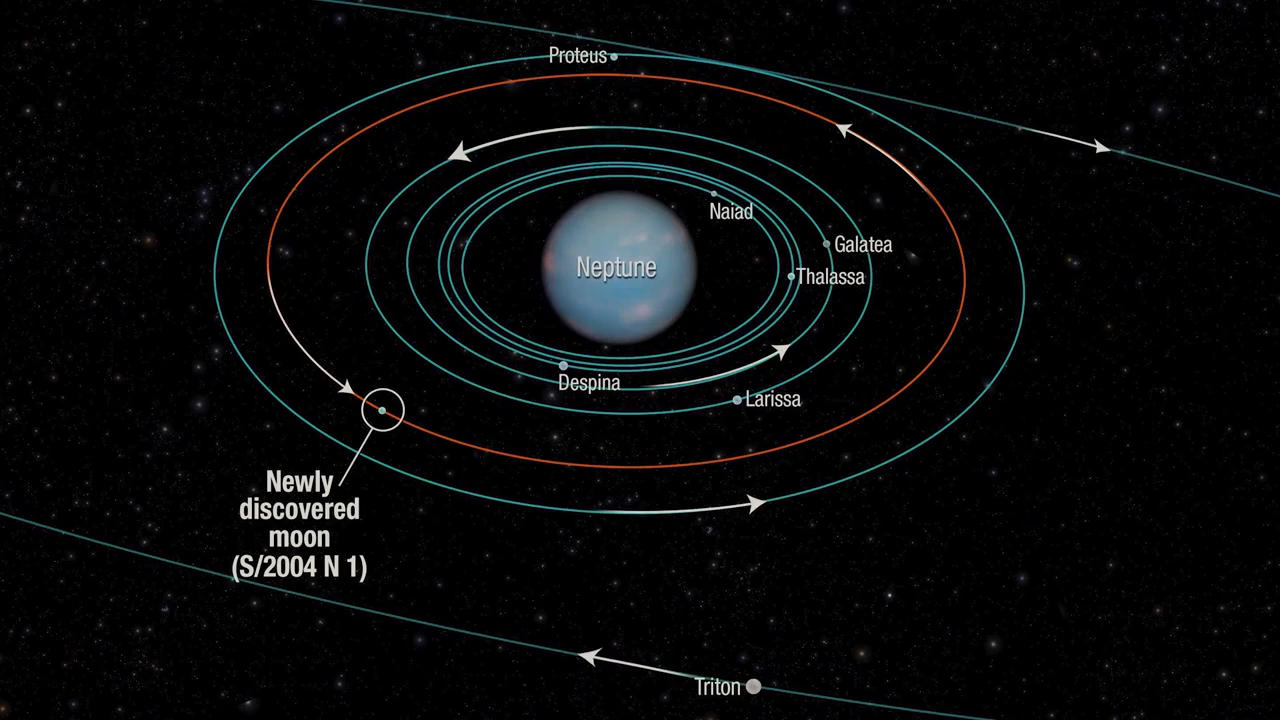 Proteus
Naiad
Neptune
Galatea
Thalassa
Despina
Larissa
Newly
discovered
moon
(S/2004 N 1)
Triton